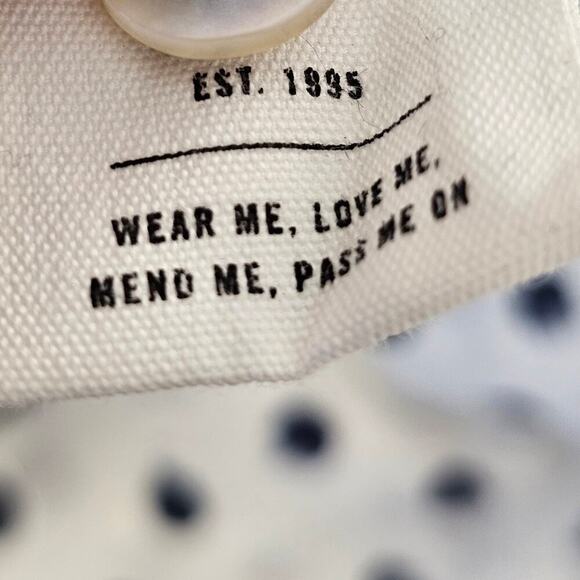 EST. 1995
WEAR ME, LOVE ME,
MEND ME, PASS ME ON